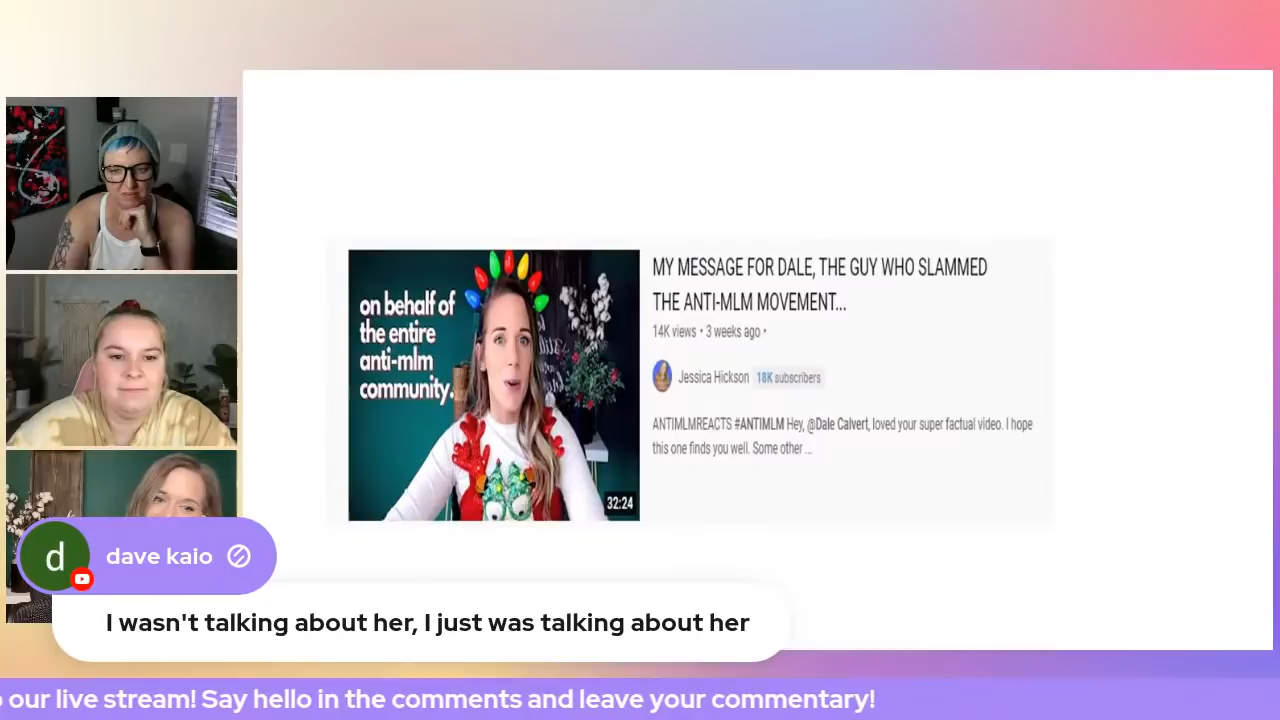 on behalf of
the entire
anti-mlm
community.
32:24
MY MESSAGE FOR DALE, THE GUY WHO SLAMMED
THE ANTI-MLM MOVEMENT...
14K views • 3 weeks ago •
Jessica Hickson 18K subscribers
ANTIMLMREACTS #ANTIMLM Hey, @Dale Calvert, loved your super factual video. I hope
this one finds you well. Some other ...
d
dave kaio
I wasn't talking about her, I just was talking about her
our live stream! Say hello in the comments and leave your commentary!